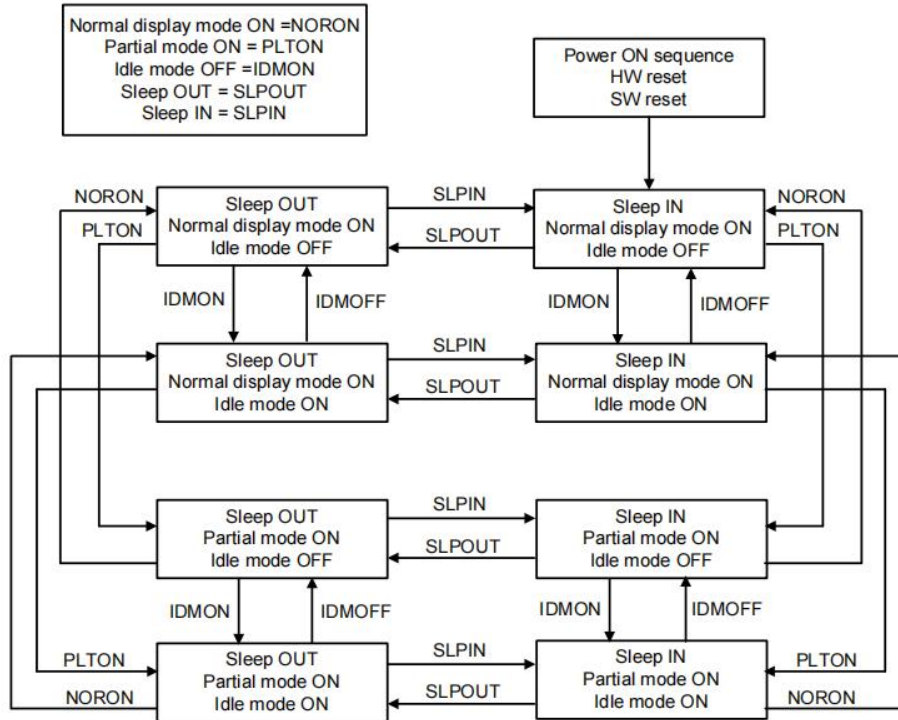 Normal display mode ON =NORON
Partial mode ON = PLTON
Idle mode OFF =IDMON
Sleep OUT = SLPOUT
Sleep IN = SLPIN
Power ON sequence
HW reset
SW reset
NORON
PLTON
Sleep OUT
Normal display mode ON
Idle mode OFF
SLPIN
SLPOUT
Sleep IN
Normal display mode ON
Idle mode OFF
NORON
PLTON
IDMON
IDMOFF
IDMON
IDMOFF
Sleep OUT
Normal display mode ON
Idle mode ON
SLPIN
SLPOUT
Sleep IN
Normal display mode ON
Idle mode ON
Sleep OUT
Partial mode ON
Idle mode OFF
SLPIN
SLPOUT
Sleep IN
Partial mode ON
Idle mode OFF
IDMON
IDMOFF
IDMON
IDMOFF
PLTON
NORON
Sleep OUT
Partial mode ON
Idle mode ON
SLPIN
SLPOUT
Sleep IN
Partial mode ON
Idle mode ON
PLTON
NORON